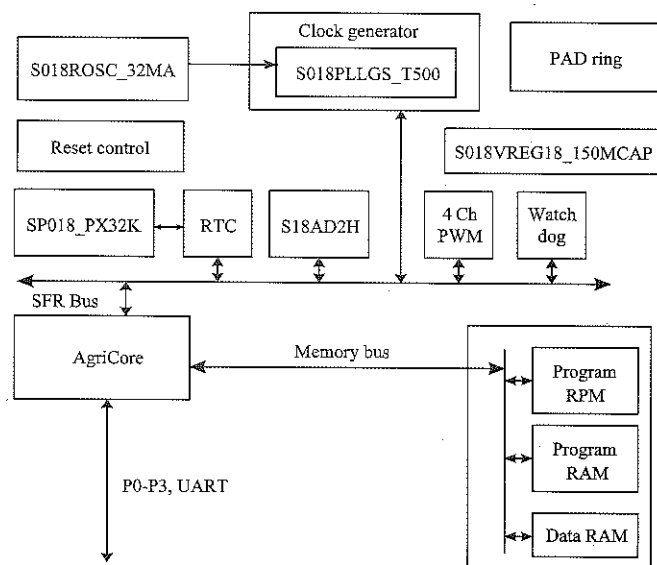 Clock generator
S018ROSC_32MA
S018PLLGS_T500
PAD ring
Reset control
S018VREG18_150MCAP
SP018_PX32K
RTC
S18AD2H
4 Ch
PWM
Watch
dog
SFR Bus
AgriCore
Memory bus
Program
RPM
Program
RAM
P0-P3, UART
Data RAM